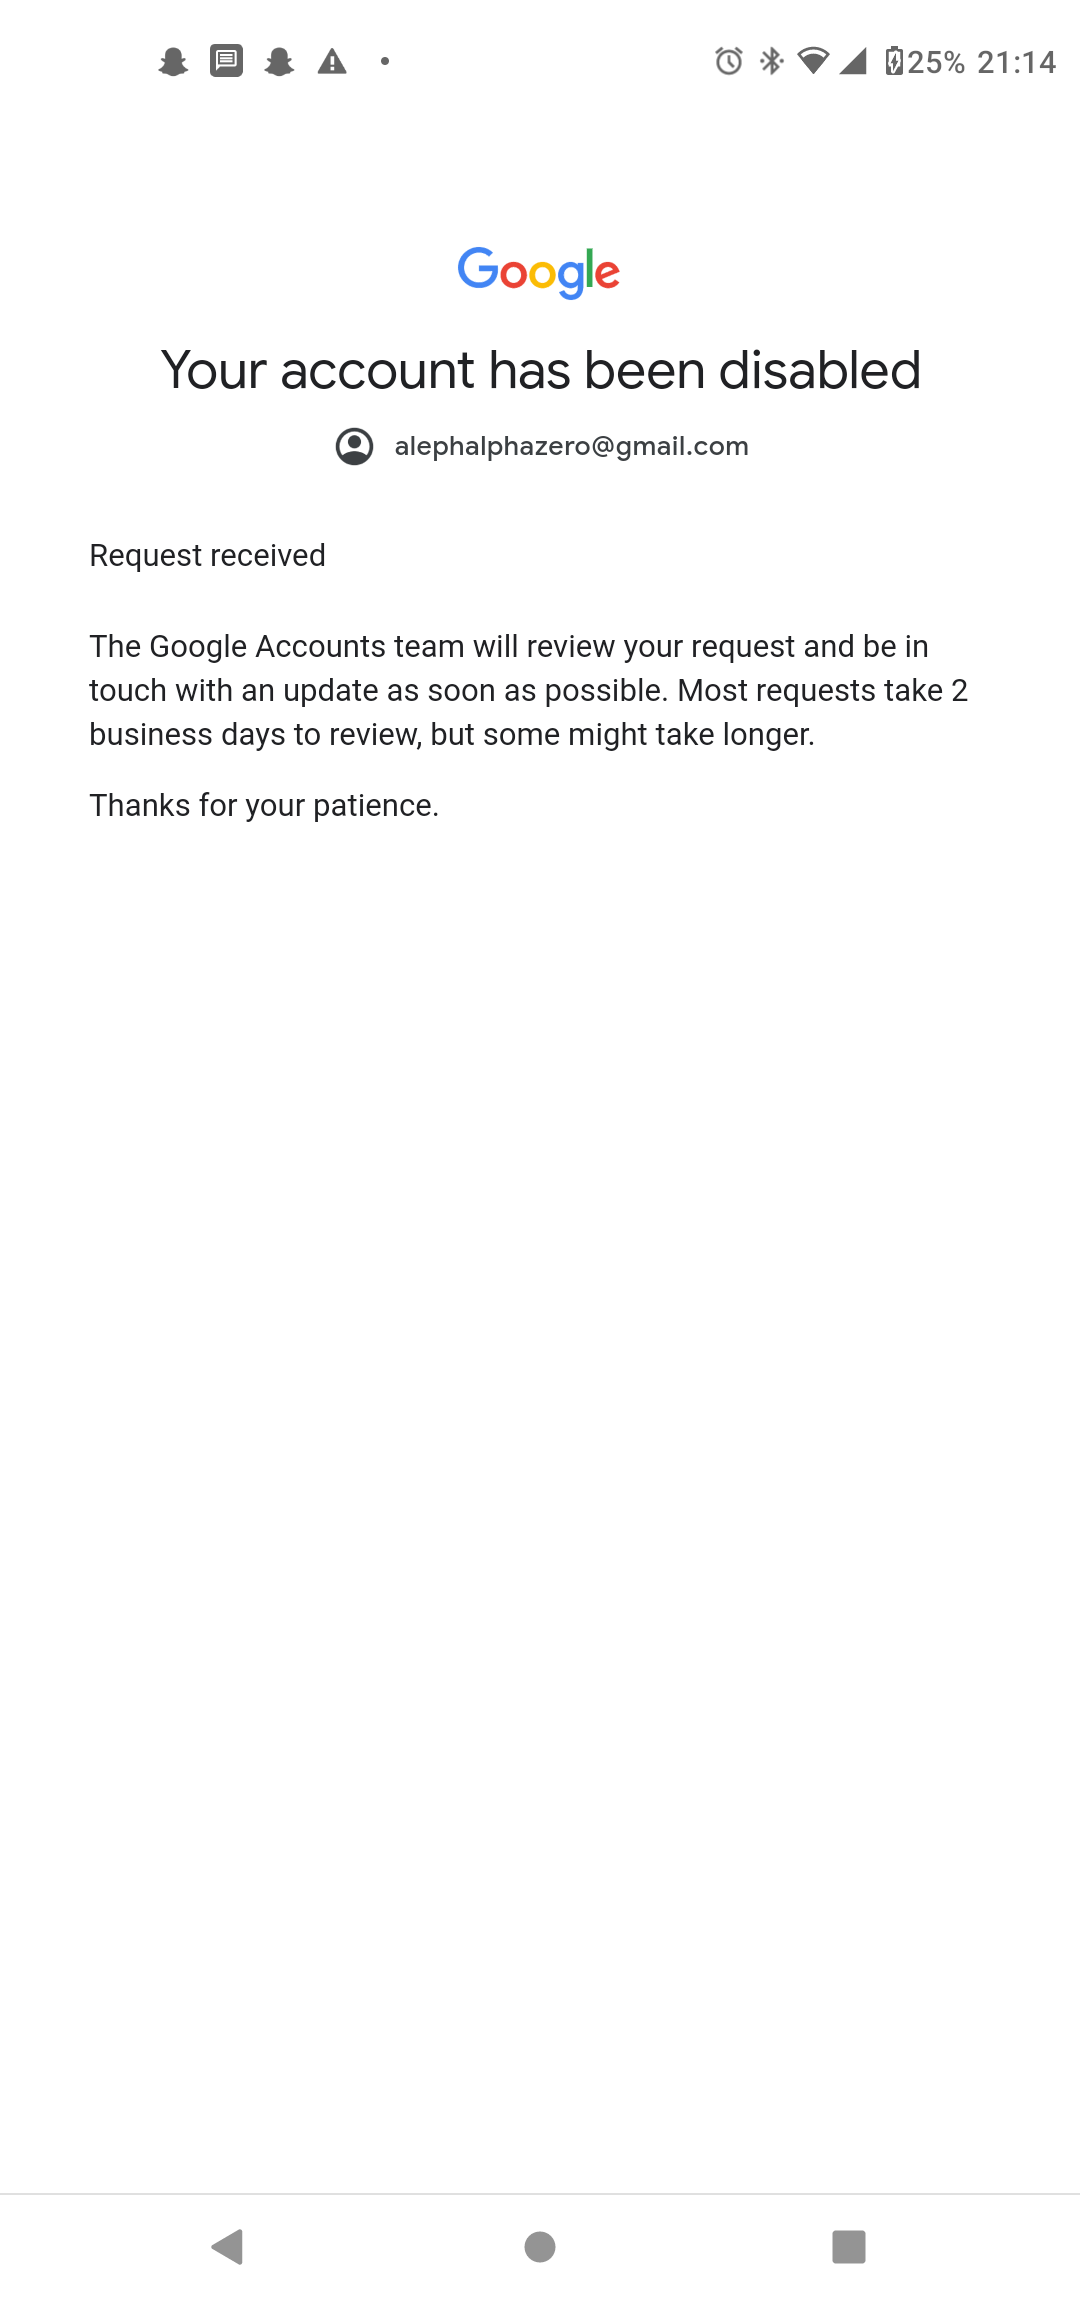 25% 21:14
Google
Your account has been disabled
alephalphazero@gmail.com
Request received
The Google Accounts team will review your request and be in
touch with an update as soon as possible. Most requests take 2
business days to review, but some might take longer.
Thanks for your patience.